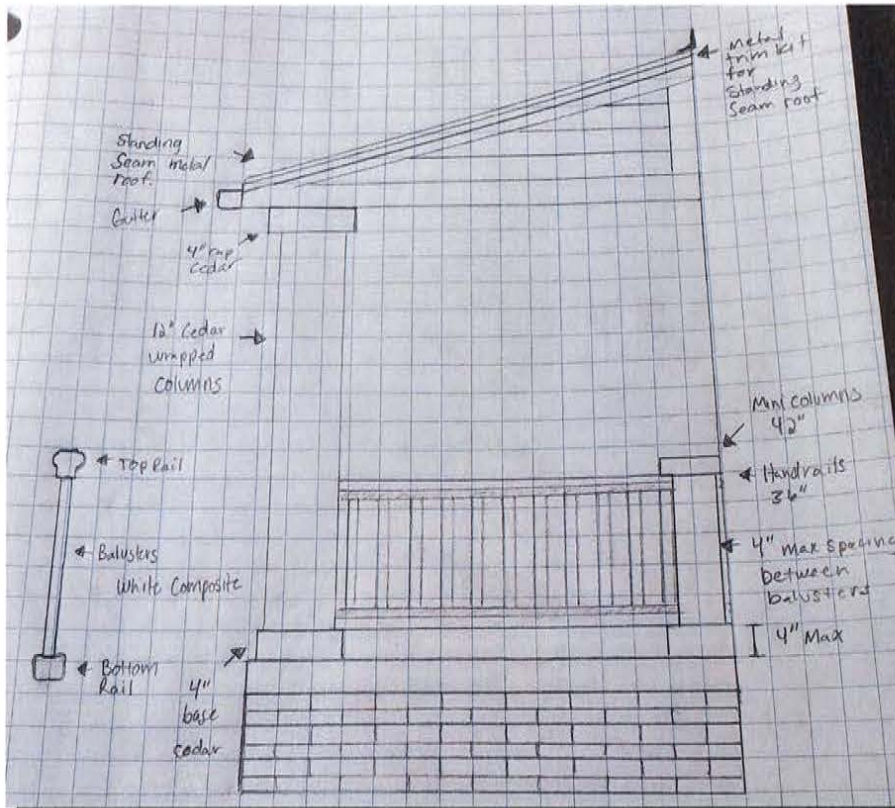 Metal
trim kit
for
Standing
Seam roof
Standing
Seam metal
roof.
Gutter
4" cap
Cedar
12" Cedar
wrapped
Columns
Mini columns
42"
Top Rail
Handrails
36"
Balusters
White Composite
4" max spacing
between
balusters
4" Max
Bottom
Rail
4"
base
cedar